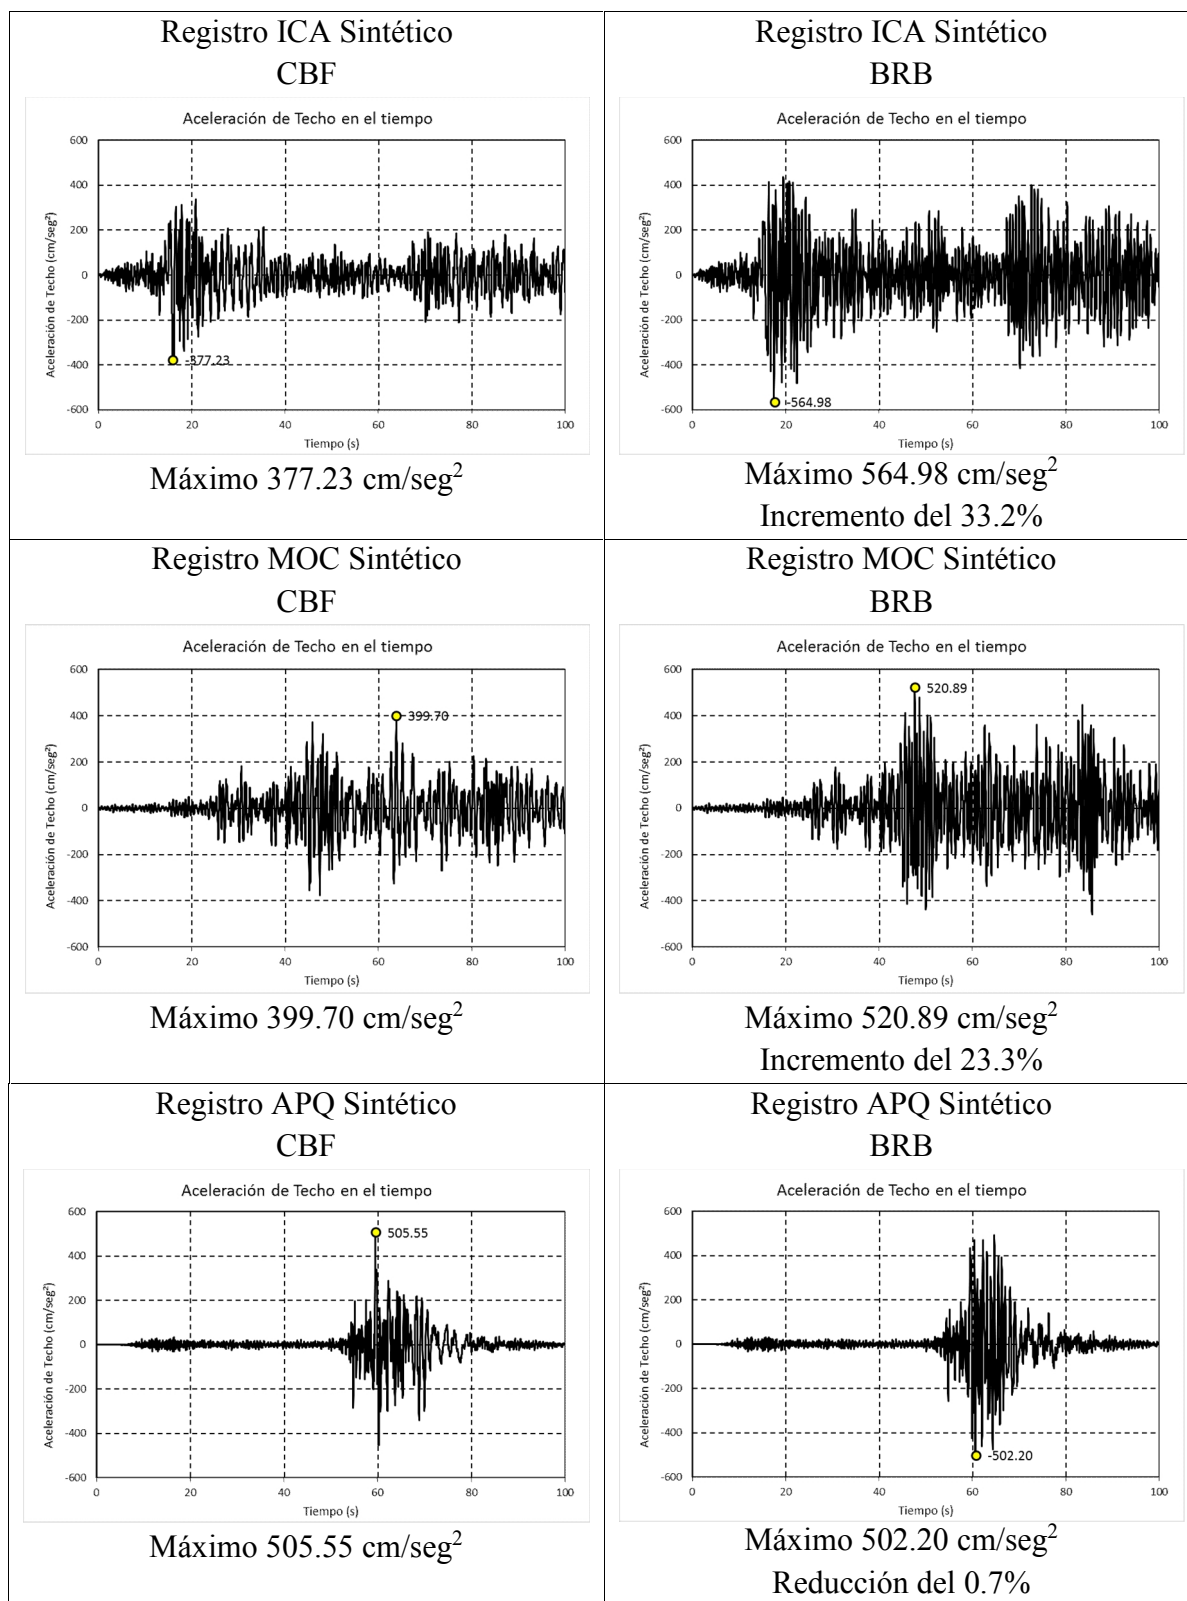 Registro ICA Sintético
CBF
Aceleración de Techo en el tiempo
Aceleración de Techo (cm/seg²)
600
400
200
0
-200
-400
-600
-377.23
0 20 40 60 80 100
Tiempo (s)
Máximo 377.23 cm/seg²
Registro ICA Sintético
BRB
Aceleración de Techo en el tiempo
Aceleración de Techo (cm/seg²)
600
400
200
0
-200
-400
-600
-564.98
0 20 40 60 80 100
Tiempo (s)
Máximo 564.98 cm/seg²
Incremento del 33.2%
Registro MOC Sintético
CBF
Aceleración de Techo en el tiempo
Aceleración de Techo (cm/seg²)
600
400
200
0
-200
-400
-600
399.70
0 20 40 60 80 100
Tiempo (s)
Máximo 399.70 cm/seg²
Registro MOC Sintético
BRB
Aceleración de Techo en el tiempo
Aceleración de Techo (cm/seg²)
600
400
200
0
-200
-400
-600
520.89
0 20 40 60 80 100
Tiempo (s)
Máximo 520.89 cm/seg²
Incremento del 23.3%
Registro APQ Sintético
CBF
Aceleración de Techo en el tiempo
Aceleración de Techo (cm/seg²)
600
400
200
0
-200
-400
-600
505.55
0 20 40 60 80 100
Tiempo (s)
Máximo 505.55 cm/seg²
Registro APQ Sintético
BRB
Aceleración de Techo en el tiempo
Aceleración de Techo (cm/seg²)
600
400
200
0
-200
-400
-600
-502.20
0 20 40 60 80 100
Tiempo (s)
Máximo 502.20 cm/seg²
Reducción del 0.7%